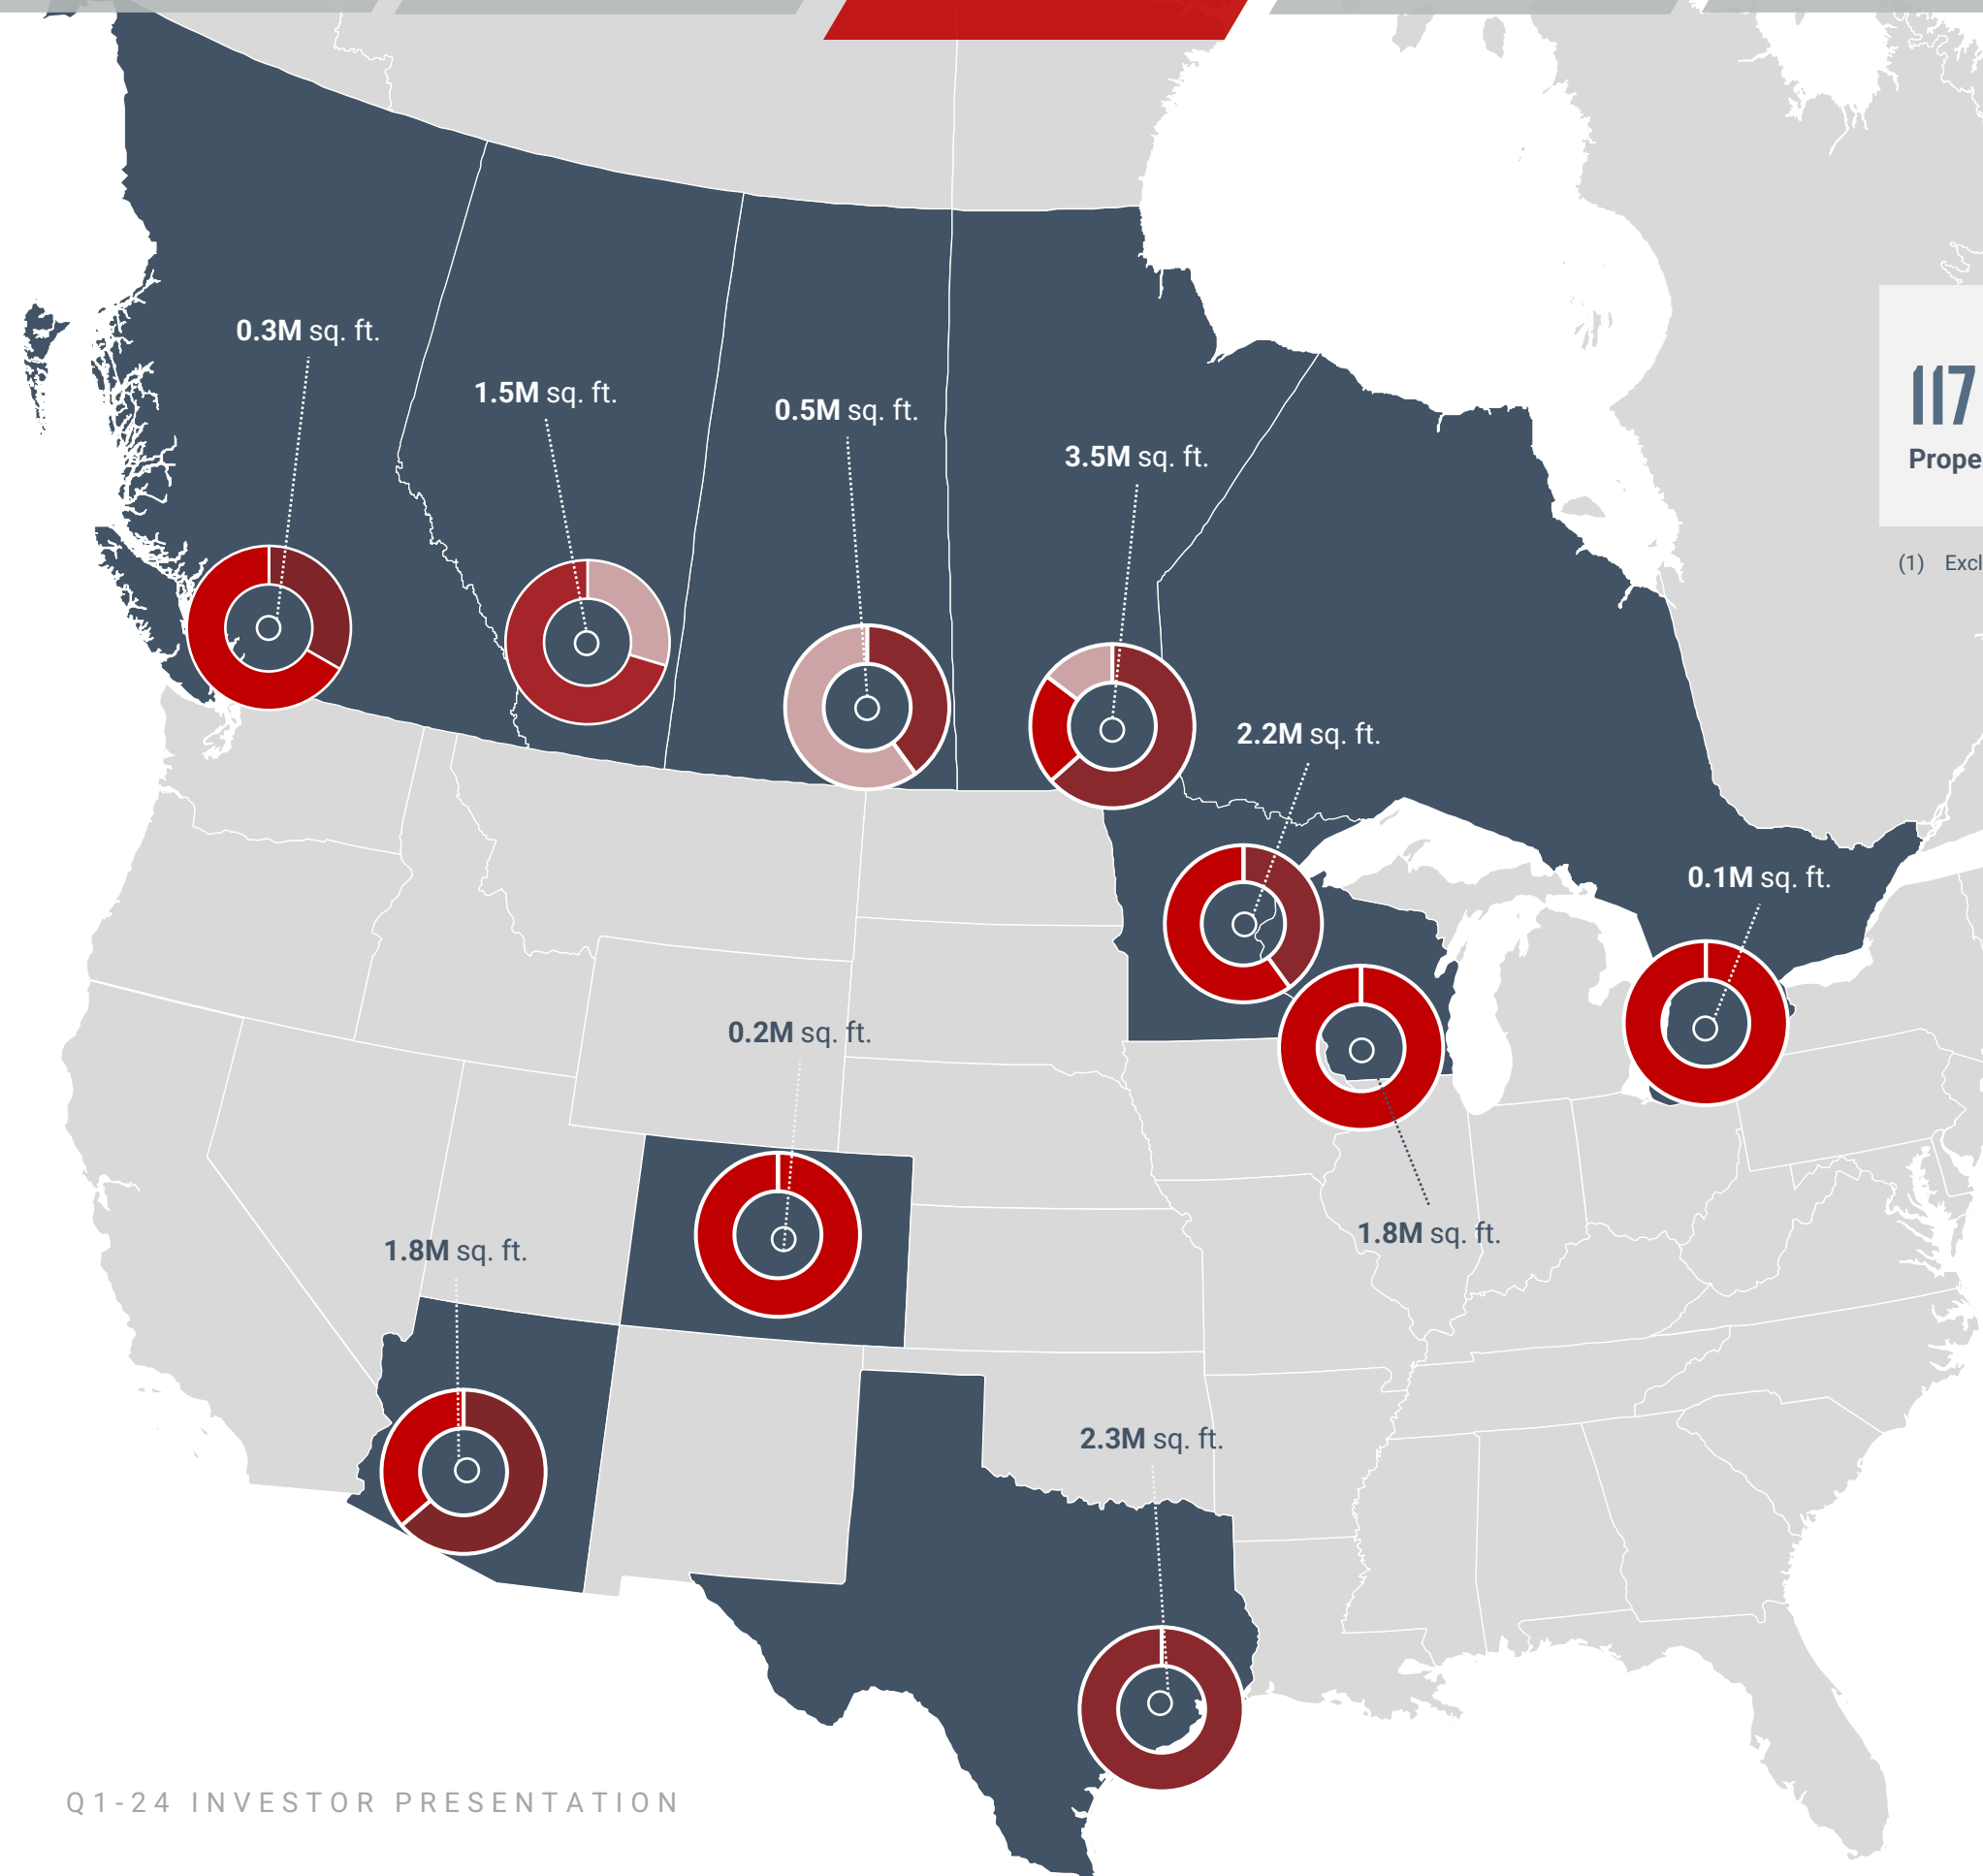 0.3M sq. ft.
1.5M sq. ft.
0.5M sq. ft.
3.5M sq. ft.
117
Prope
(1) Excl
2.2M sq. ft.
0.1M sq. ft.
0.2M sq. ft.
1.8M sq. ft.
1.8M sq. ft.
2.3M sq. ft.
Q1-24 INVESTOR PRESENTATION